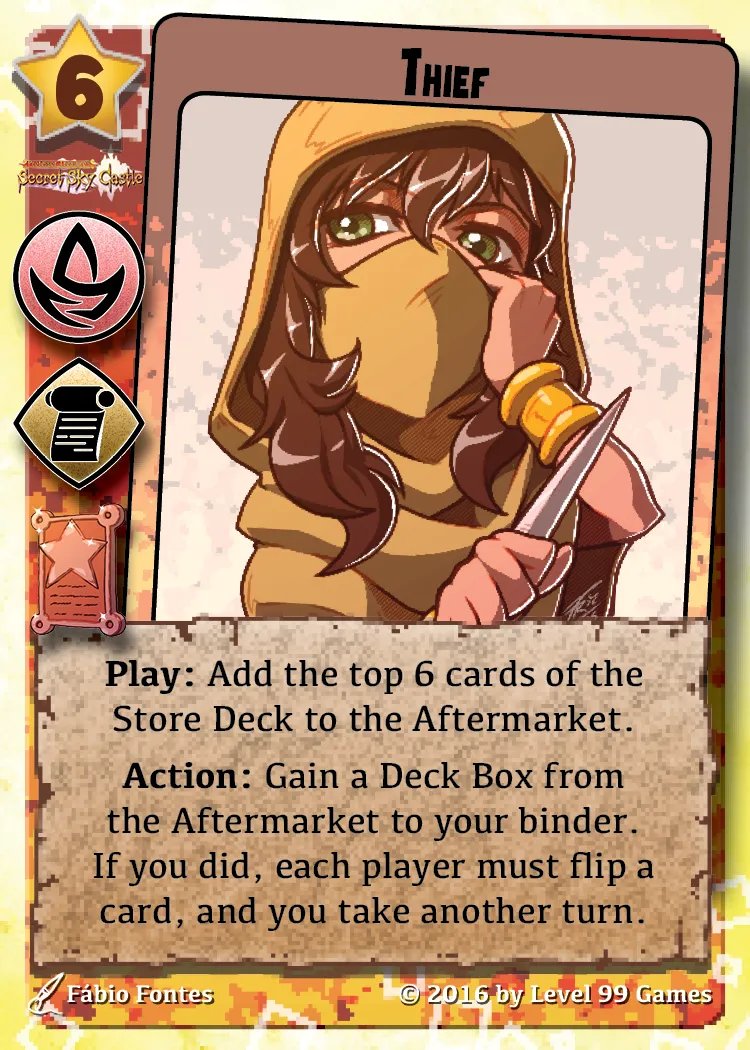 6
Thief
Secret Sky Castle
Play: Add the top 6 cards of the
Store Deck to the Aftermarket.
Action: Gain a Deck Box from
the Aftermarket to your binder.
If you did, each player must flip a
card, and you take another turn.
Fábio Fontes
© 2016 by Level 99 Games